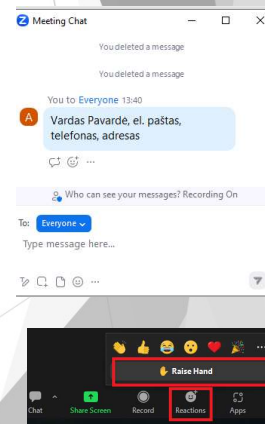 Meeting Chat
You deleted a message
You deleted a message
You to Everyone 13:40
A
Vardas Pavardė, el. paštas,
telefonas, adresas
Who can see your messages? Recording On
To: Everyone
Type message here...
Raise Hand
Chat Share Screen Record Reactions Apps